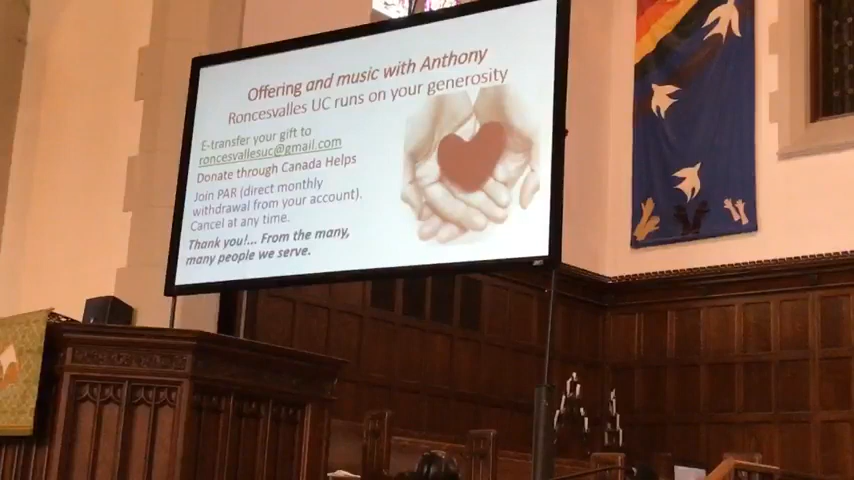 Offering and music with Anthony
Roncesvalles UC runs on your generosity
E-transfer your gift to
roncesvallesuc@gmail.com
Donate through Canada Helps
Join PAR (direct monthly
withdrawal from your account).
Cancel at any time.
Thank you!... From the many,
many people we serve.